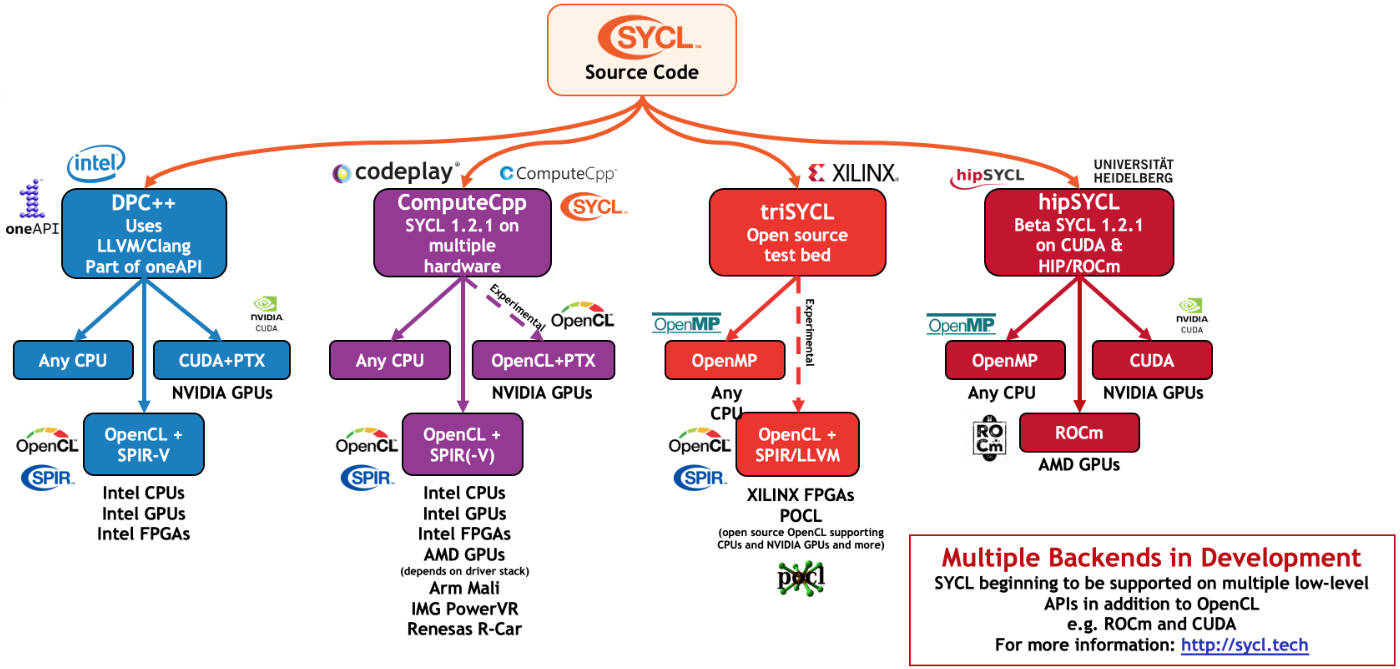 SYCL™
Source Code
intel
oneAPI
DPC++
Uses
LLVM/Clang
Part of oneAPI
NVIDIA
CUDA
Any CPU
CUDA+PTX
NVIDIA GPUs
OpenCL
SPIR™
OpenCL +
SPIR-V
Intel CPUs
Intel GPUs
Intel FPGAs
codeplay®
ComputeCpp™
SYCL™
ComputeCpp
SYCL 1.2.1 on
multiple
hardware
Experimental
OpenCL
Any CPU
OpenCL+PTX
NVIDIA GPUs
OpenCL
SPIR™
OpenCL +
SPIR(-V)
Intel CPUs
Intel GPUs
Intel FPGAs
AMD GPUs
(depends on driver stack)
Arm Mali
IMG PowerVR
Renesas R-Car
XILINX®
triSYCL
Open source
test bed
Experimental
OpenMP
OpenMP
Any
CPU
OpenCL
SPIR™
OpenCL +
SPIR/LLVM
XILINX FPGAs
POCL
(open source OpenCL supporting
CPUs and NVIDIA GPUs and more)
pocl
hipSYCL
UNIVERSITÄT
HEIDELBERG
hipSYCL
Beta SYCL 1.2.1
on CUDA &
HIP/ROCm
OpenMP
NVIDIA
CUDA
OpenMP
CUDA
Any CPU
NVIDIA GPUs
ROCm
ROCm
AMD GPUs
Multiple Backends in Development
SYCL beginning to be supported on multiple low-level
APIs in addition to OpenCL
e.g. ROCm and CUDA
For more information: http://sycl.tech